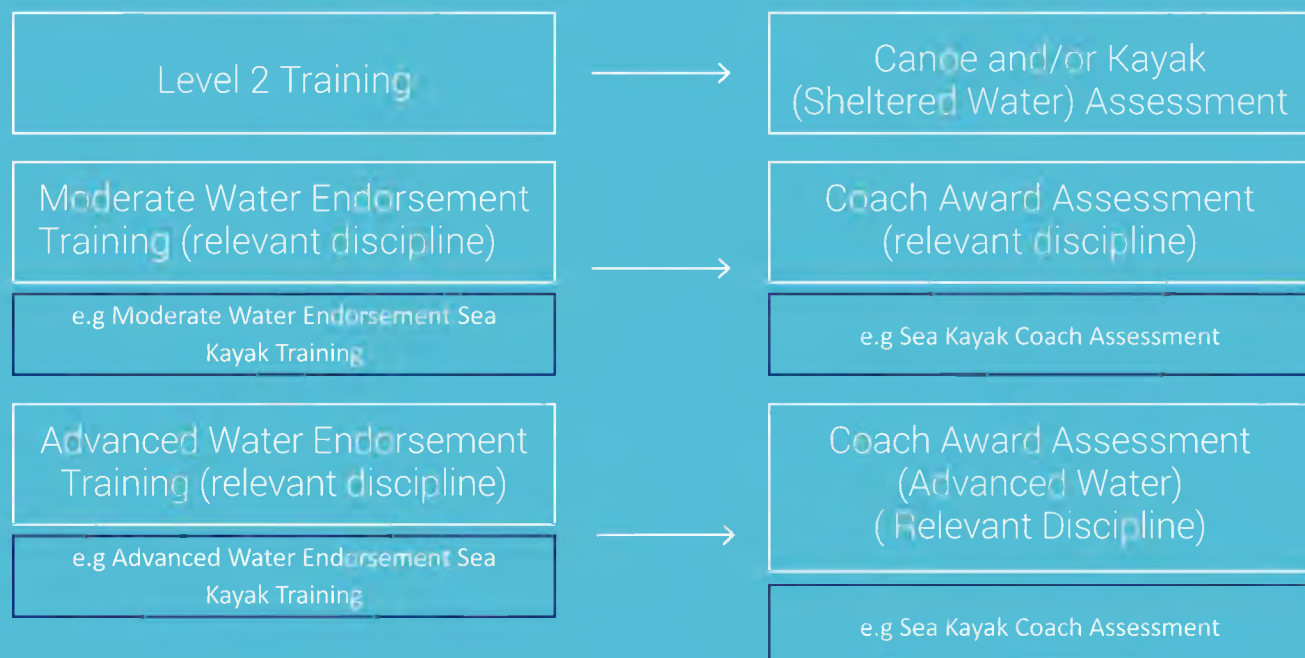 Level 2 Training
Canoe and/or Kayak
(Sheltered Water) Assessment
Moderate Water Endorsement
Training (relevant discipline)
Coach Award Assessment
(relevant discipline)
e.g Moderate Water Endorsement Sea
Kayak Training
e.g Sea Kayak Coach Assessment
Advanced Water Endorsement
Training (relevant discipline)
Coach Award Assessment
(Advanced Water)
( Relevant Discipline)
e.g Advanced Water Endorsement Sea
Kayak Training
e.g Sea Kayak Coach Assessment